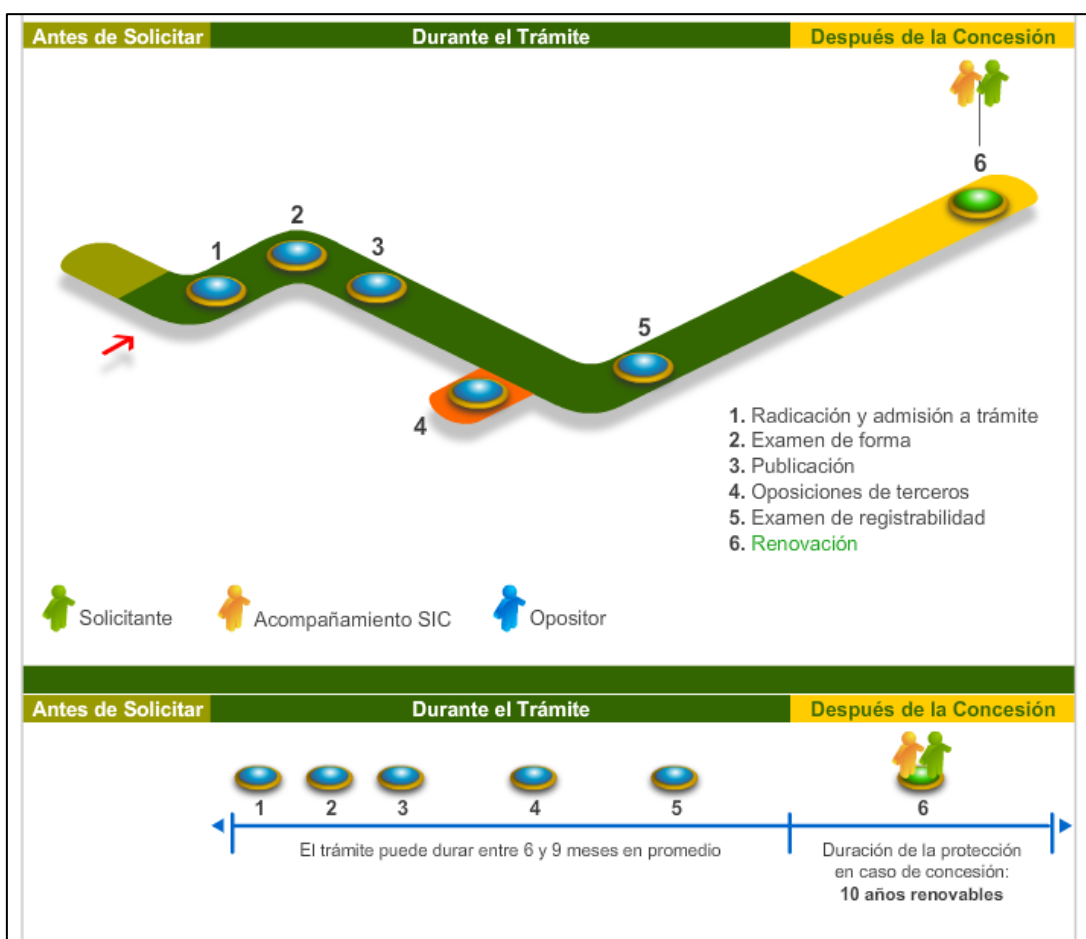 Antes de Solicitar
Durante el Trámite
Después de la Concesión
6
2
1
3
5
4
1. Radicación y admisión a trámite
2. Examen de forma
3. Publicación
4. Oposiciones de terceros
5. Examen de registrabilidad
6. Renovación
Solicitante
Acompañamiento SIC
Opositor
Antes de Solicitar
Durante el Trámite
Después de la Concesión
1
2
3
4
5
6
El trámite puede durar entre 6 y 9 meses en promedio
Duración de la protección
en caso de concesión:
10 años renovables